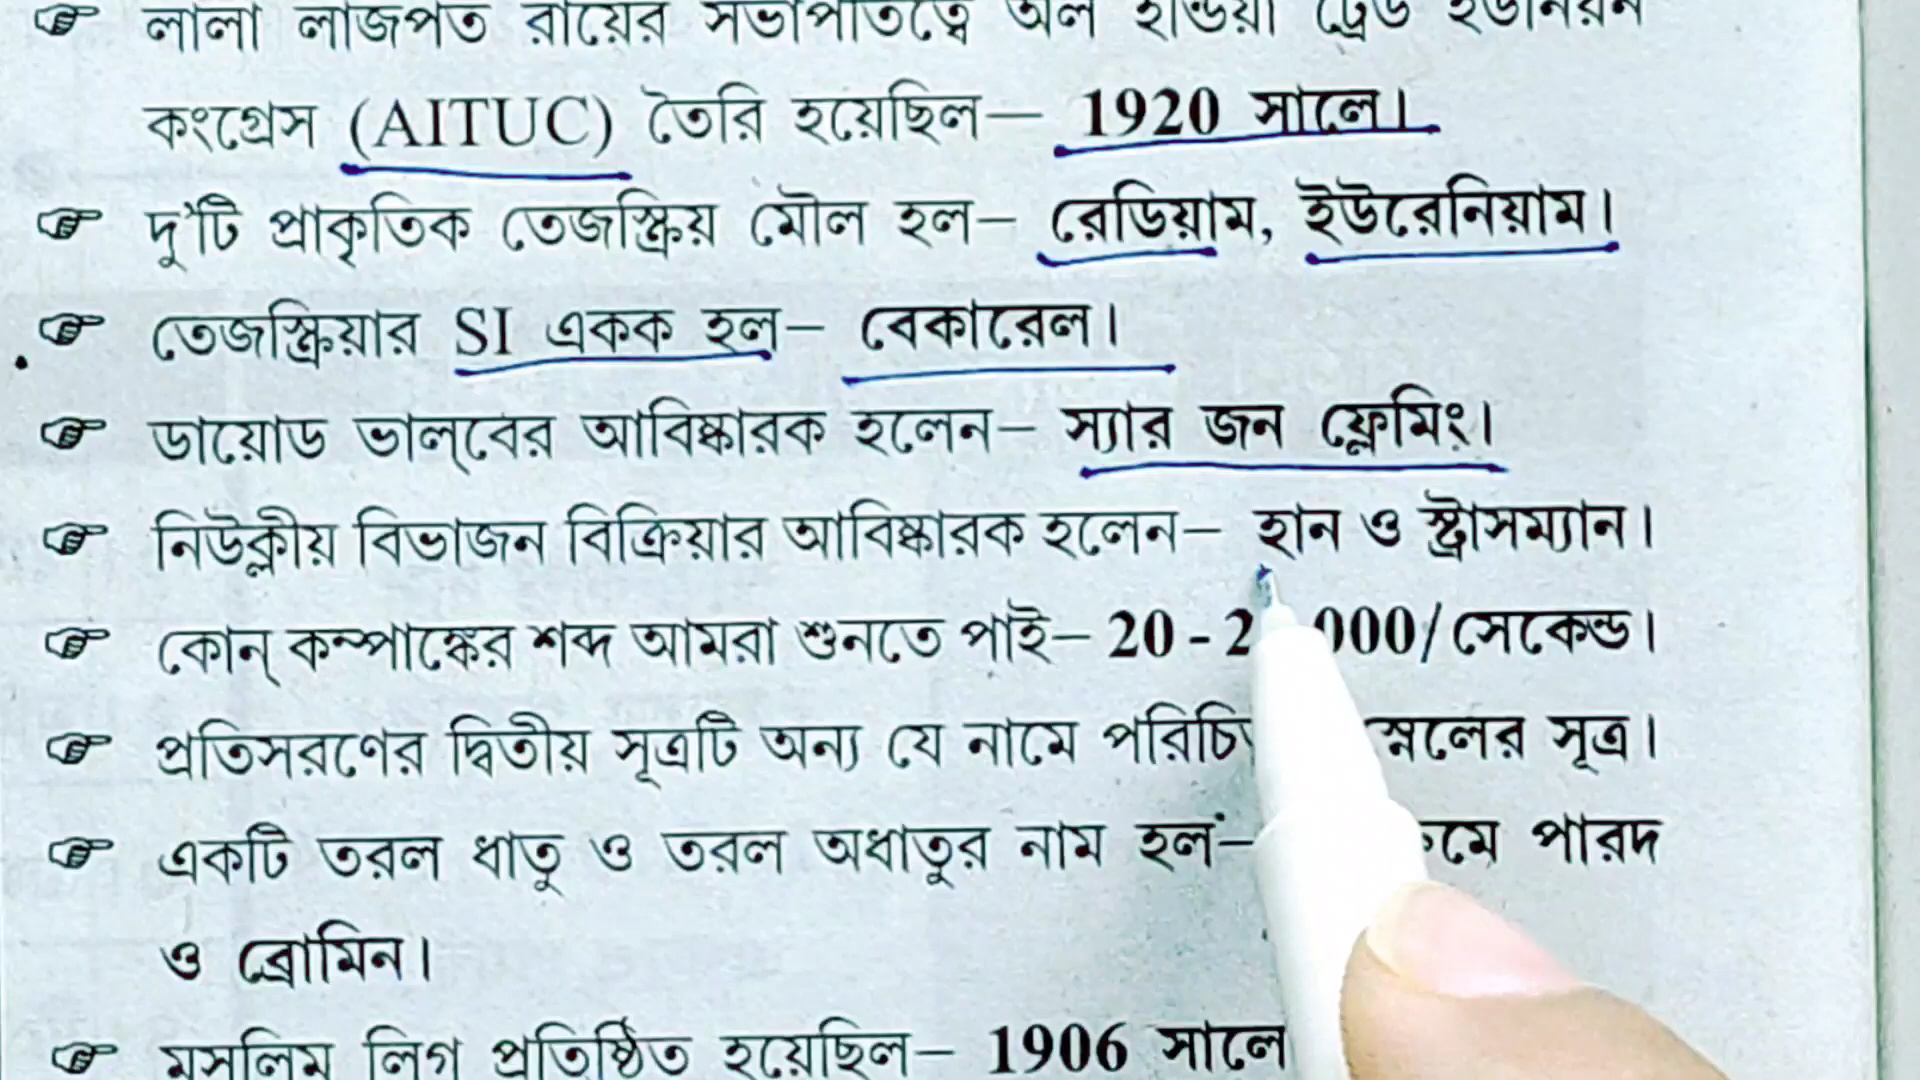 ☞ লালা লাজপত রায়ের সভাপতিত্বে অল ইন্ডিয়া ট্রেড ইউনিয়ন
কংগ্রেস (AITUC) তৈরি হয়েছিল– 1920 সালে।
☞ দু'টি প্রাকৃতিক তেজস্ক্রিয় মৌল হল– রেডিয়াম, ইউরেনিয়াম।
☞ তেজস্ক্রিয়ার SI একক হল– বেকারেল।
☞ ডায়োড ভাল্‌বের আবিষ্কারক হলেন– স্যার জন ফ্লেমিং।
☞ নিউক্লীয় বিভাজন বিক্রিয়ার আবিষ্কারক হলেন– হান ও স্ট্রাসম্যান।
☞ কোন্ কম্পাঙ্কের শব্দ আমরা শুনতে পাই– 20 - 2 000/সেকেন্ড।
☞ প্রতিসরণের দ্বিতীয় সূত্রটি অন্য যে নামে স্নেলের সূত্র।
☞ একটি তরল ধাতু ও তরল অধাতুর নাম হল– পারদ
ও ব্রোমিন।
☞ মুসলিম লিগ প্রতিষ্ঠিত হয়েছিল– 1906 সালে